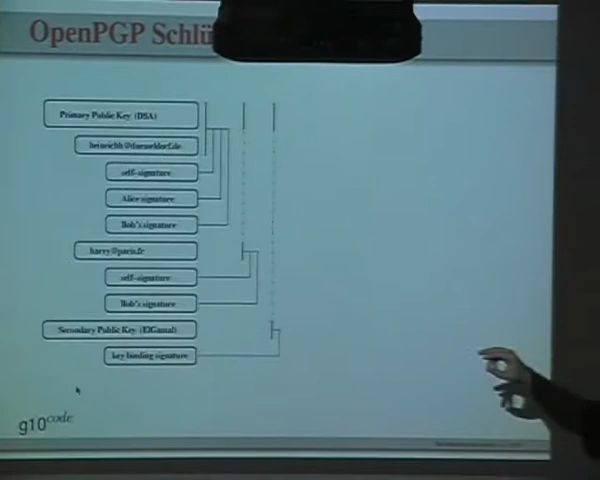 OpenPGP Schlü
Primary Public Key (DSA)
heinrichh@duesseldorf.de
self-signature
Alice signature
Bob's signature
harry@paris.fr
self-signature
Bob's signature
Secondary Public Key (ElGamal)
key binding signature
g10code